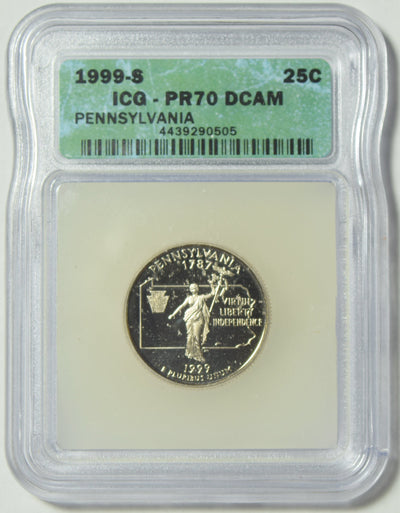 1999-S 25C
ICG - PR70 DCAM
PENNSYLVANIA
4439290505
PENNSYLVANIA
1787
VIRTUE
LIBERTY
INDEPENDENCE
1999
E PLURIBUS UNUM